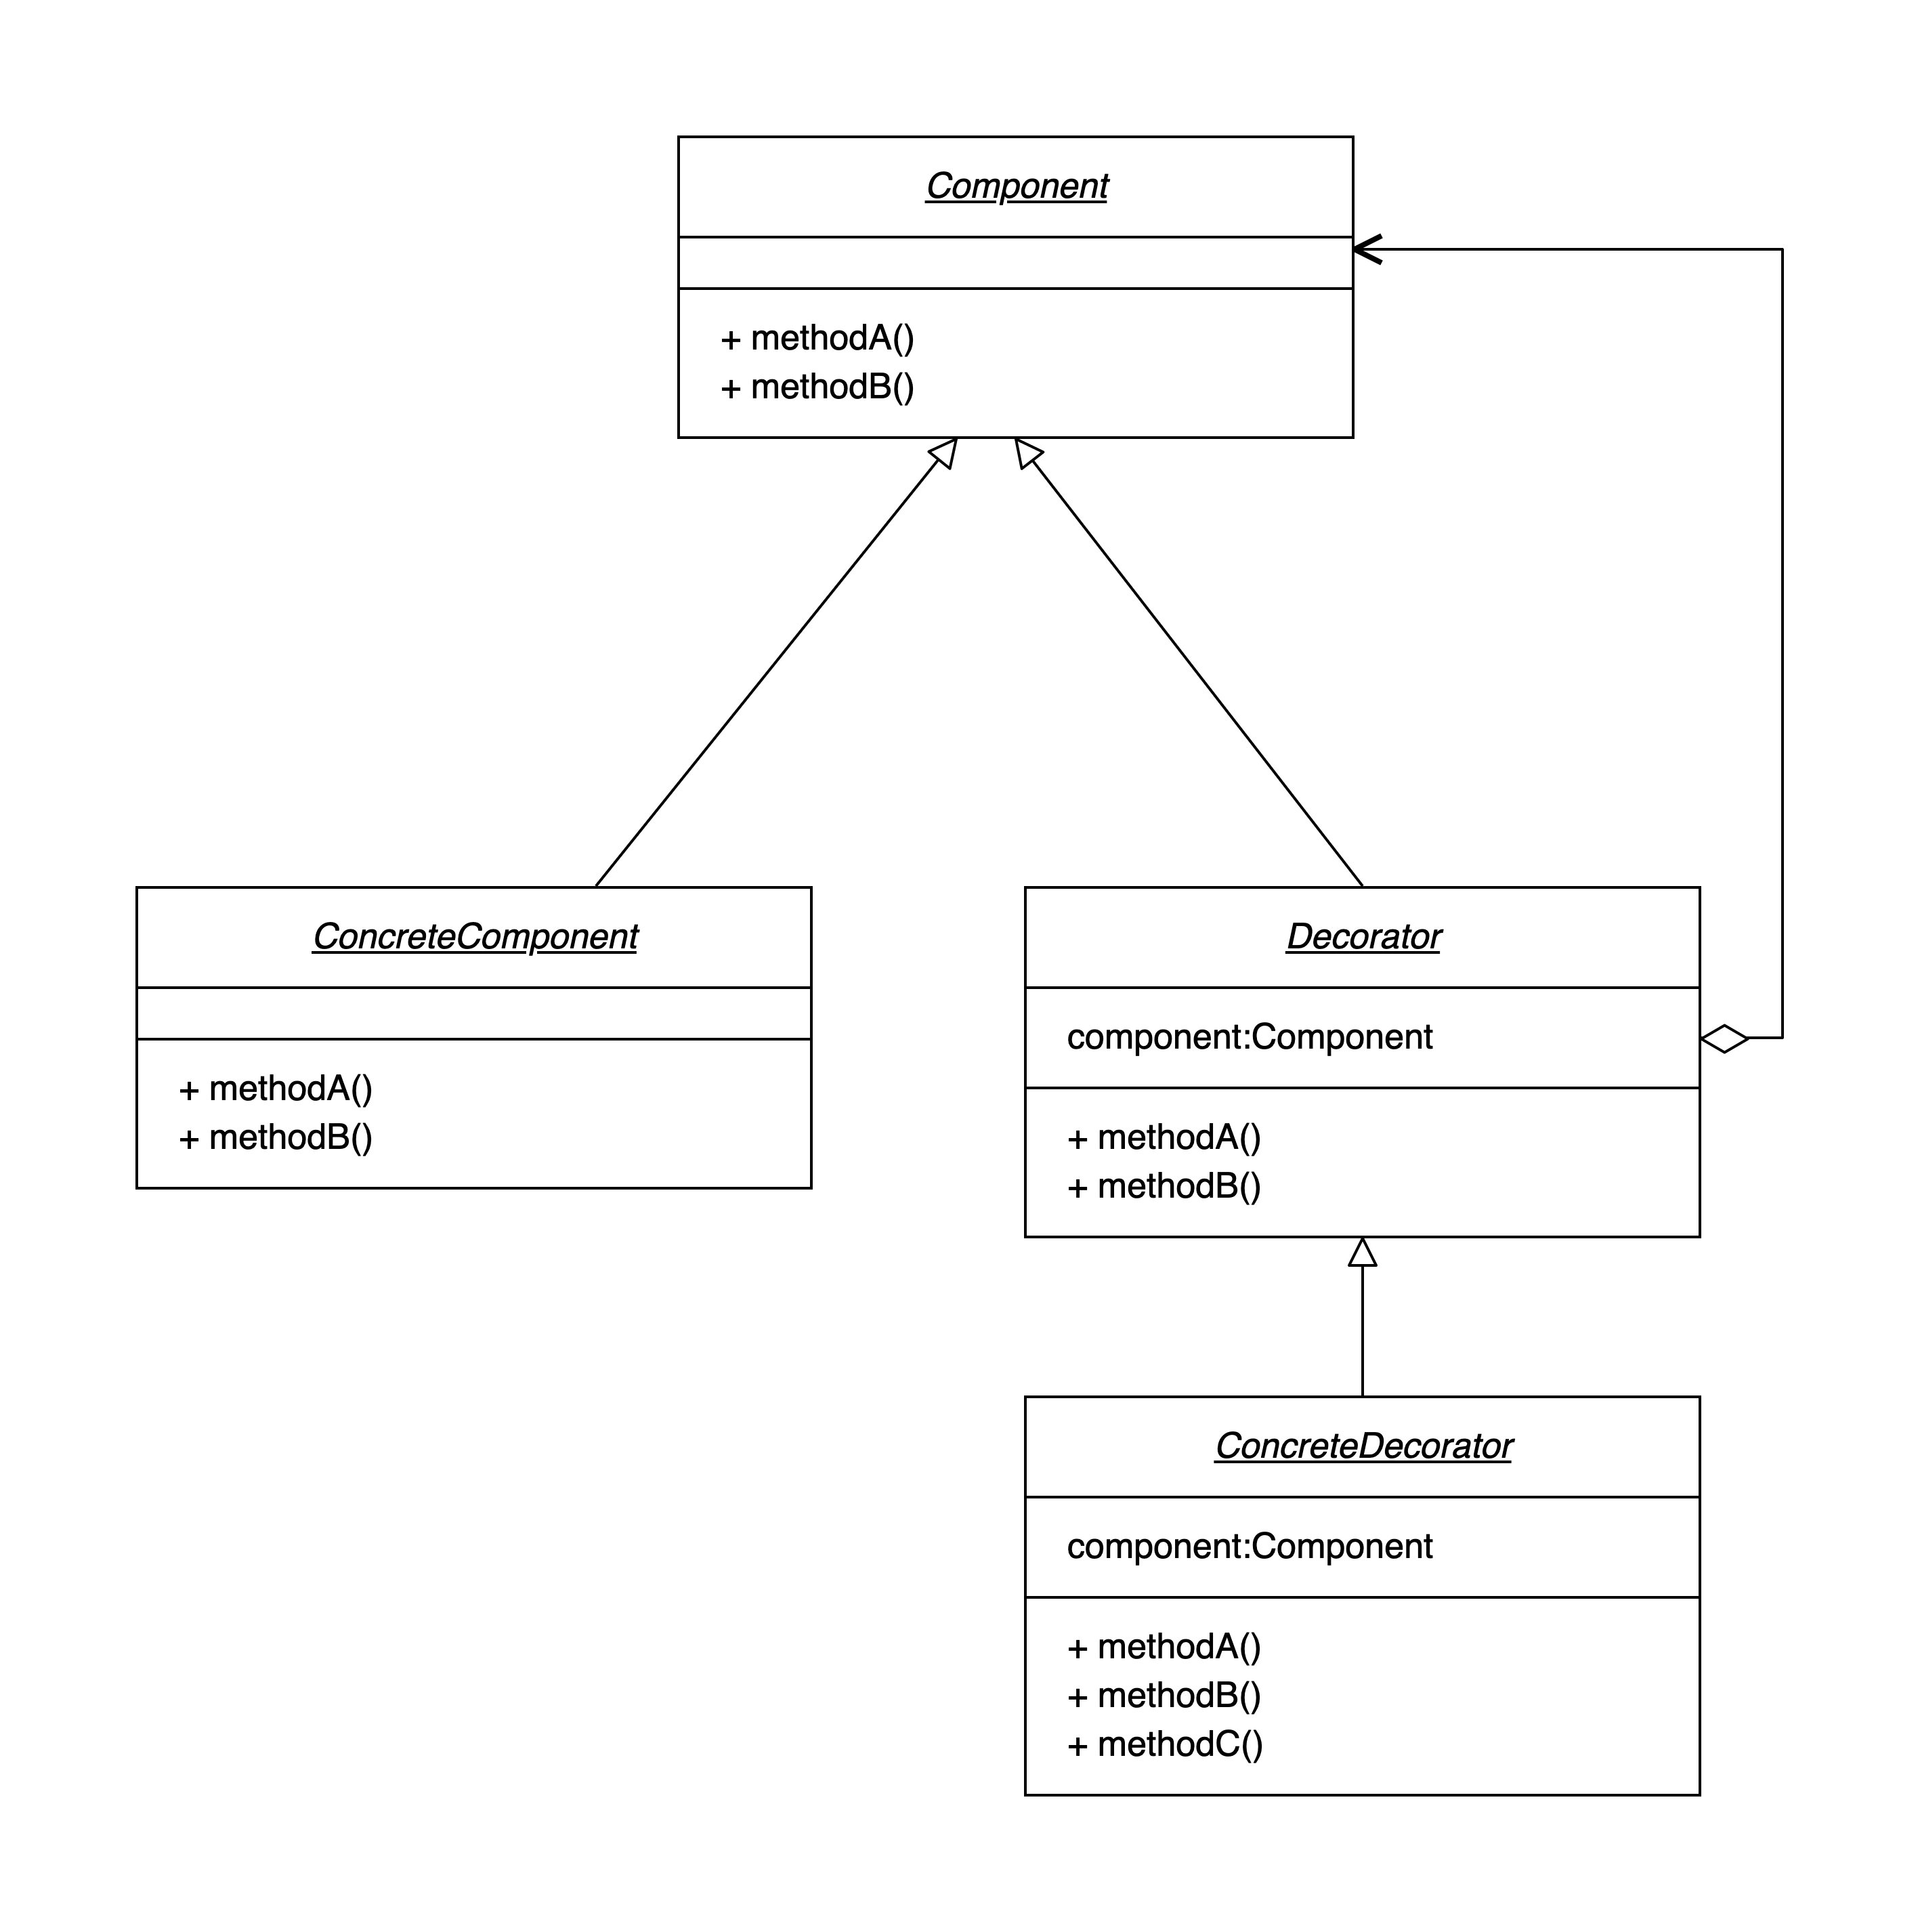 Component
+ methodA()
+ methodB()
ConcreteComponent
+ methodA()
+ methodB()
Decorator
component:Component
+ methodA()
+ methodB()
ConcreteDecorator
component:Component
+ methodA()
+ methodB()
+ methodC()